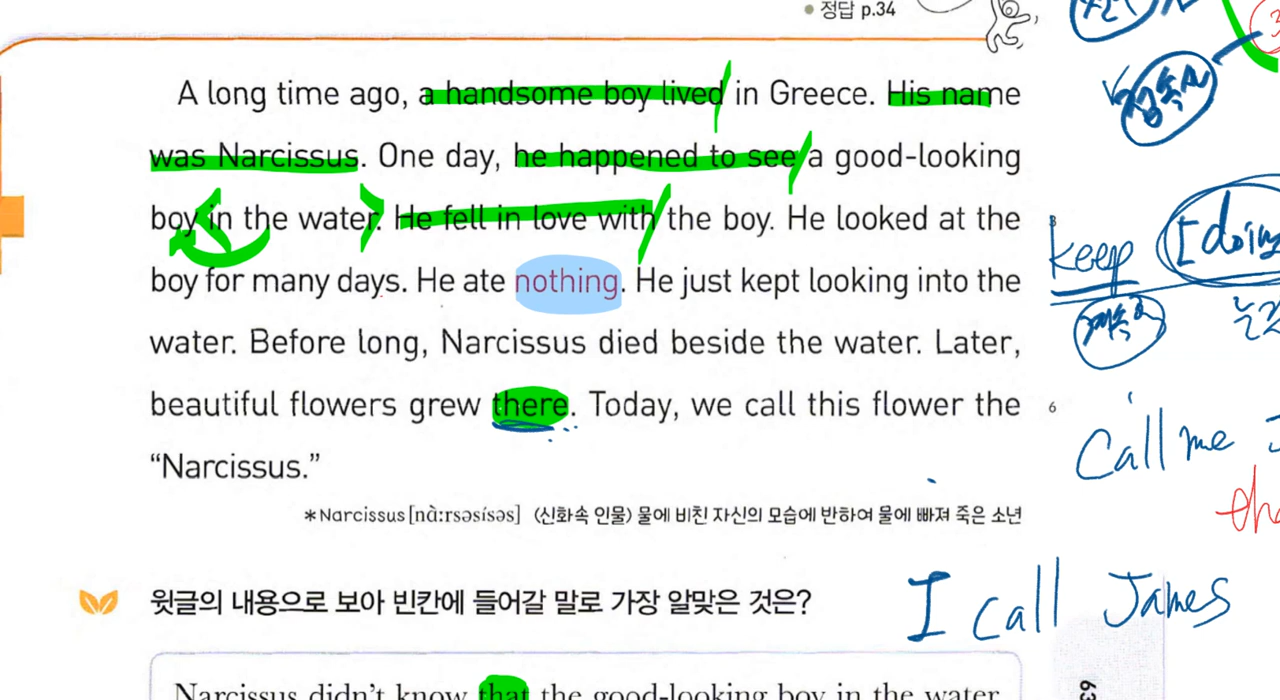 정답 p.34
A long time ago, a handsome boy lived in Greece. His name
was Narcissus. One day, he happened to see a good-looking
boy in the water. He fell in love with the boy. He looked at the
3
boy for many days. He ate nothing. He just kept looking into the
water. Before long, Narcissus died beside the water. Later,
beautiful flowers grew there. Today, we call this flower the
6
“Narcissus.”
*Narcissus[nὰ:rsəsísəs] (신화속 인물) 물에 비친 자신의 모습에 반하여 물에 빠져 죽은 소년
윗글의 내용으로 보아 빈칸에 들어갈 말로 가장 알맞은 것은?
Narcissus didn’t know that the good-looking boy in the water
접속사
keep
[doing
Call me
I call James
63